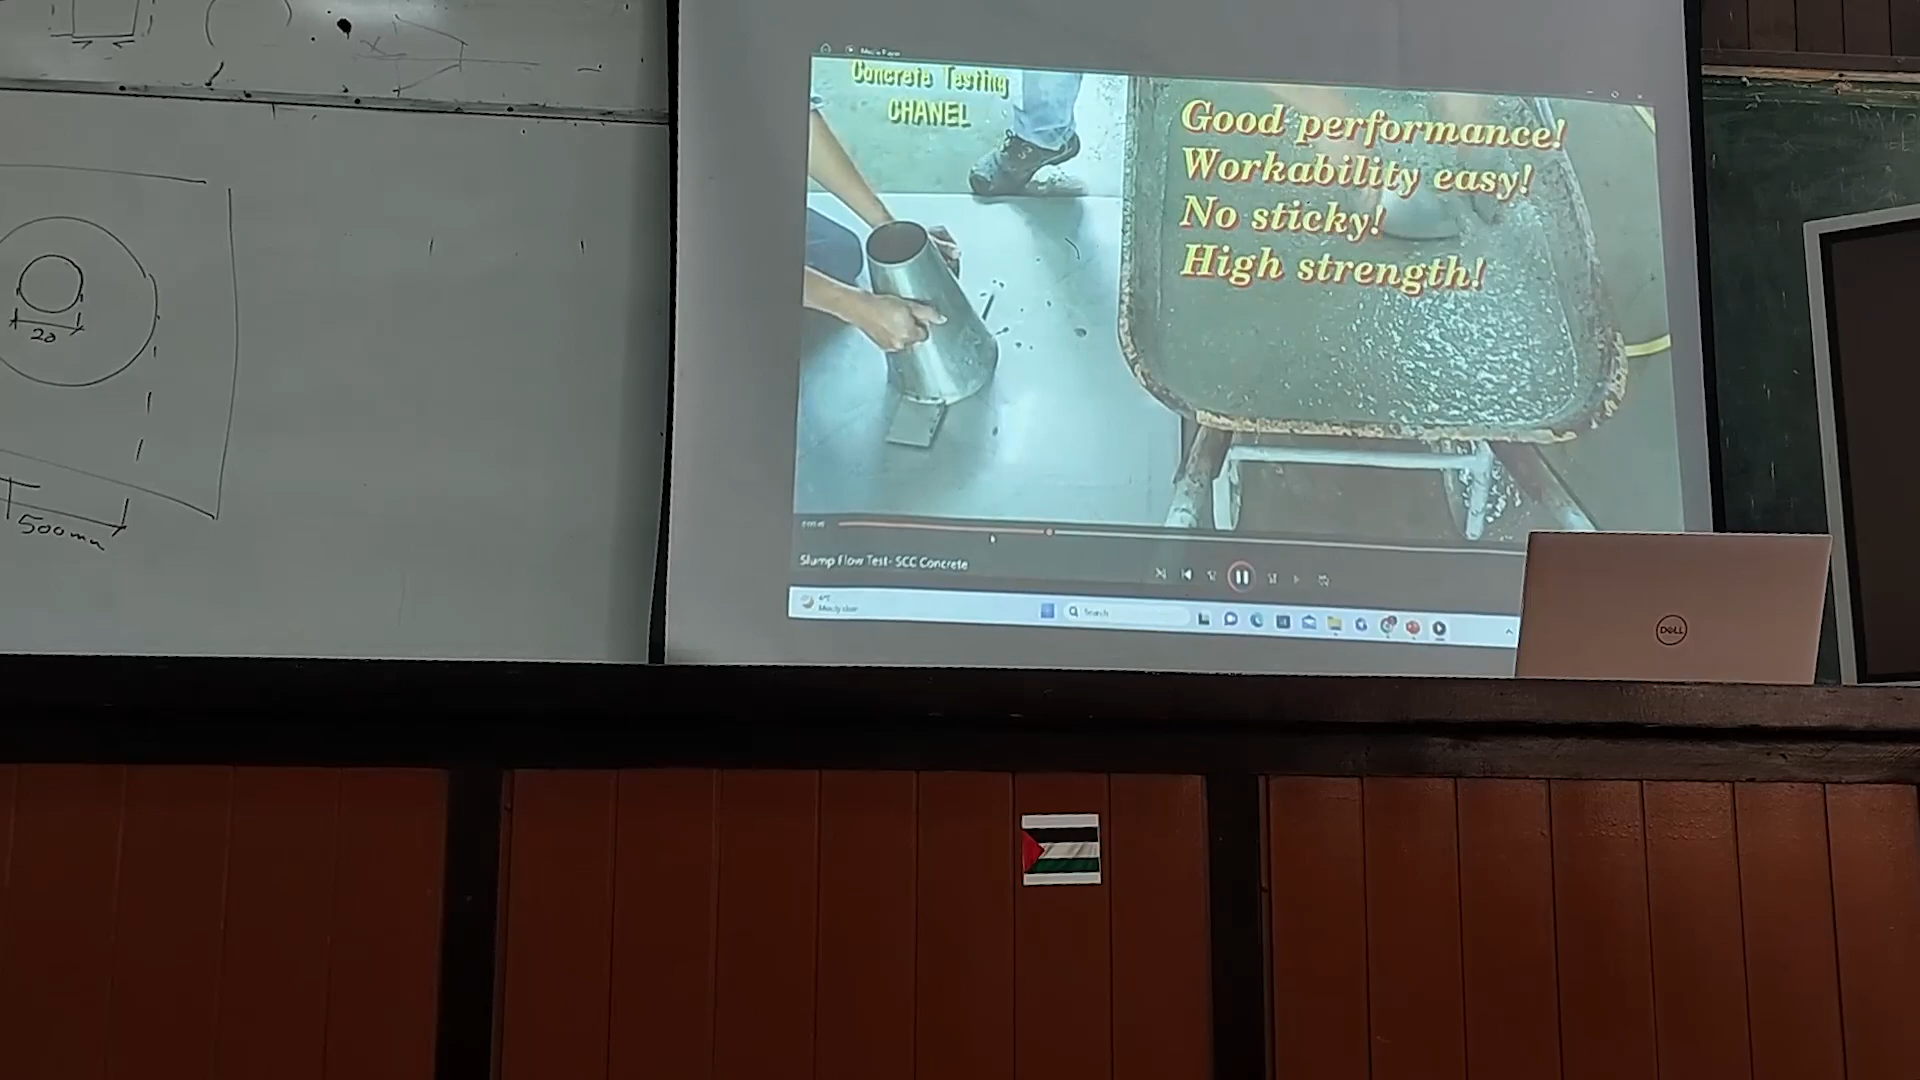 20
500mm
Concrete Testing
CHANEL
Good performance!
Workability easy!
No sticky!
High strength!
Slump Flow Test- SCC Concrete
Search
DELL